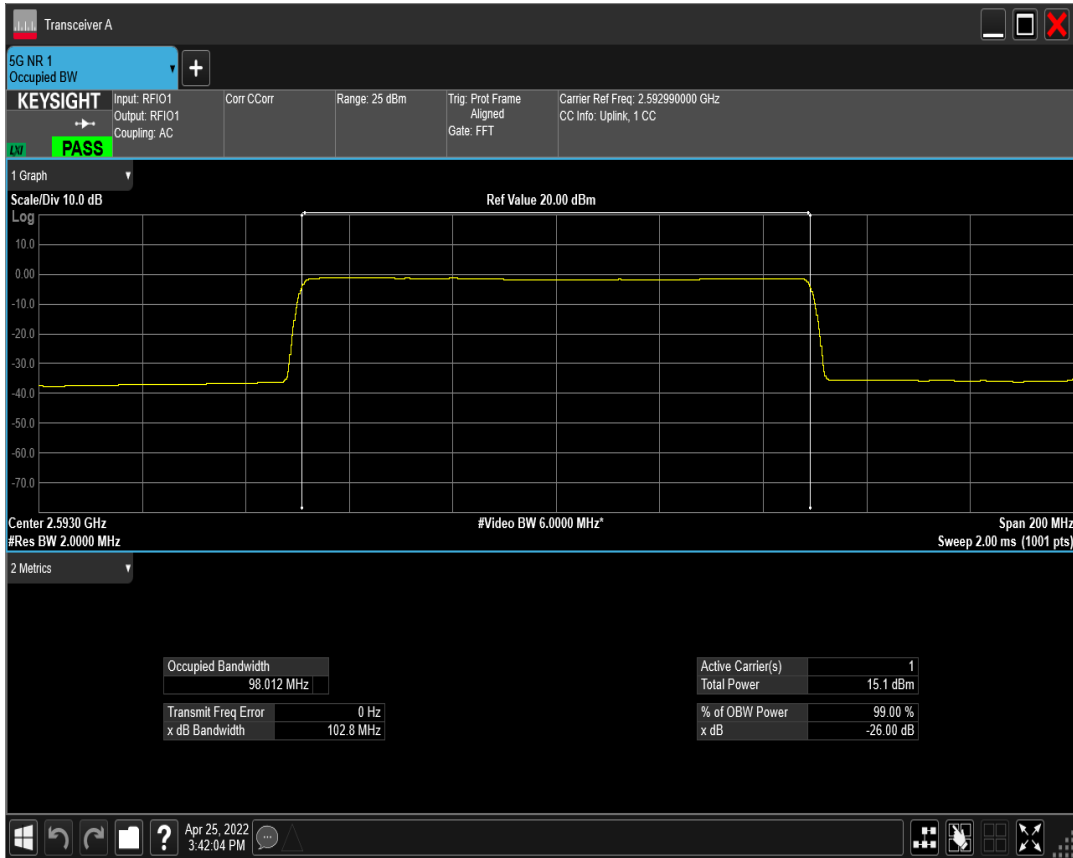 Transceiver A
5G NR 1
Occupied BW
+
KEYSIGHT
LXI
PASS
Input: RFIO1
Output: RFIO1
Coupling: AC
Corr CCorr
Range: 25 dBm
Trig: Prot Frame
Aligned
Gate: FFT
Carrier Ref Freq: 2.592990000 GHz
CC Info: Uplink, 1 CC
1 Graph
Scale/Div 10.0 dB
Ref Value 20.00 dBm
Log
10.0
0.00
-10.0
-20.0
-30.0
-40.0
-50.0
-60.0
-70.0
Center 2.5930 GHz
#Video BW 6.0000 MHz*
Span 200 MHz
#Res BW 2.0000 MHz
Sweep 2.00 ms (1001 pts)
2 Metrics
Occupied Bandwidth
98.012 MHz
Transmit Freq Error 0 Hz
x dB Bandwidth 102.8 MHz
Active Carrier(s) 1
Total Power 15.1 dBm
% of OBW Power 99.00 %
x dB -26.00 dB
?
Apr 25, 2022
3:42:04 PM